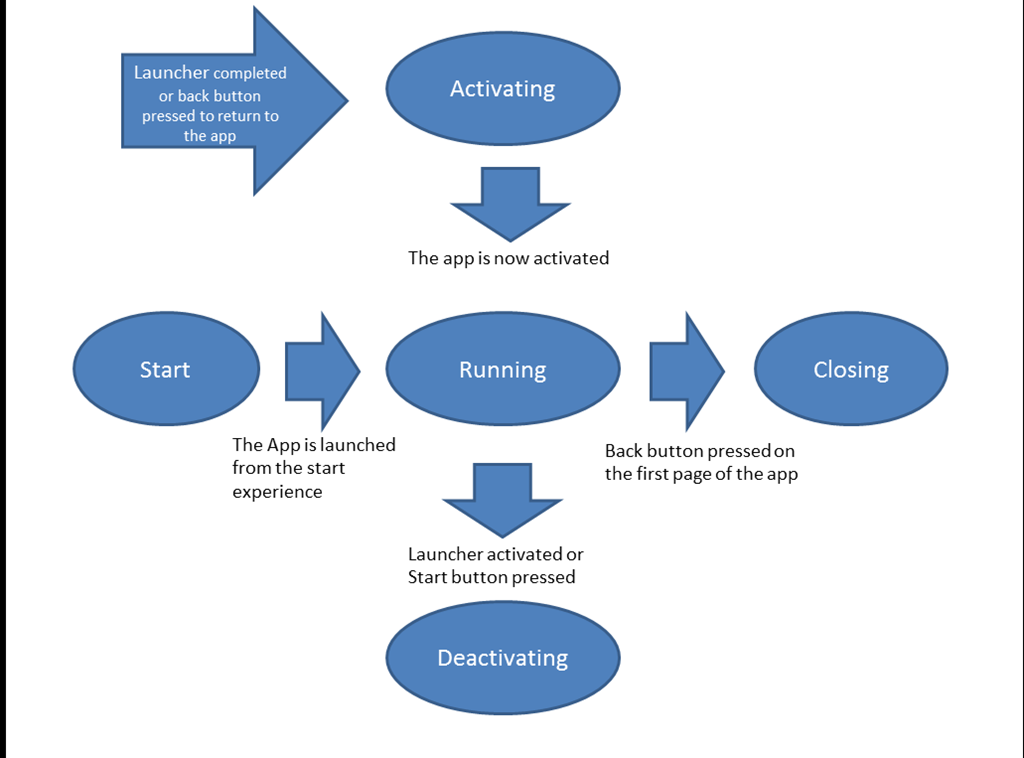 Launcher completed
or back button
pressed to return to
the app
Activating
The app is now activated
Start
Running
Closing
The App is launched
from the start
experience
Back button pressed on
the first page of the app
Launcher activated or
Start button pressed
Deactivating